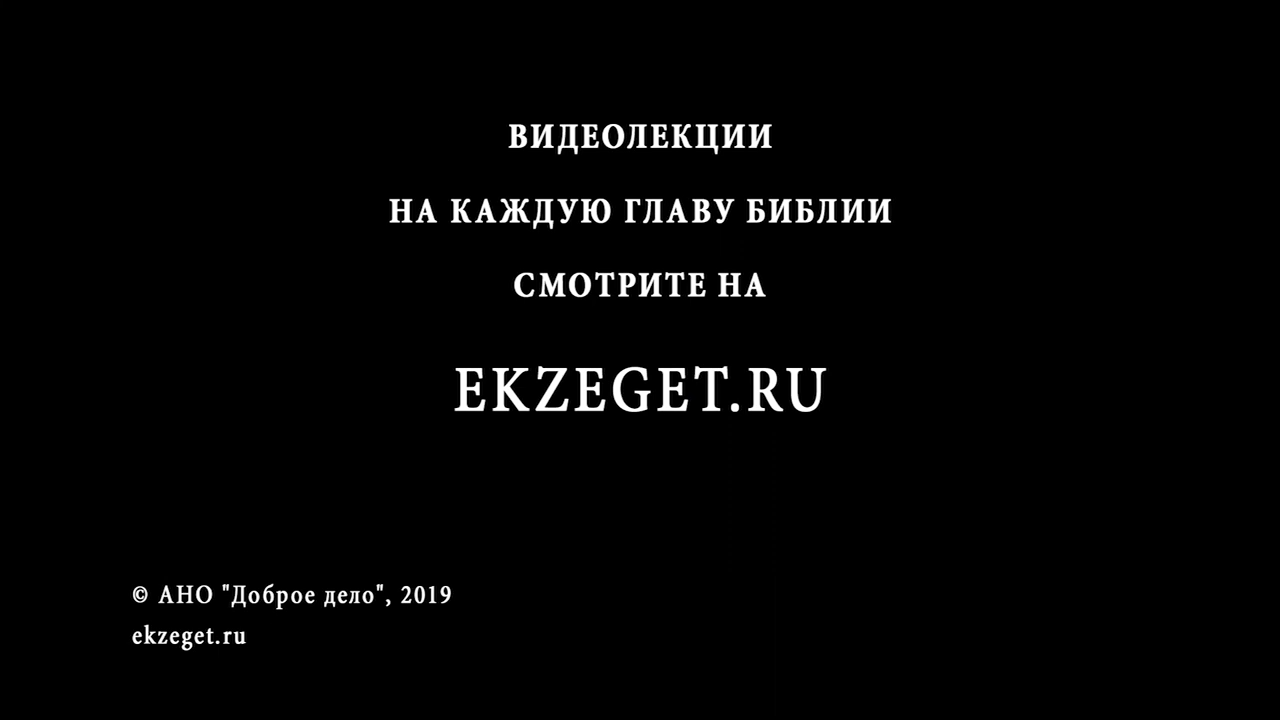 ВИДЕОЛЕКЦИИ
НА КАЖДУЮ ГЛАВУ БИБЛИИ
СМОТРИТЕ НА
EKZEGET.RU
© АНО "Доброе дело", 2019
ekzeget.ru